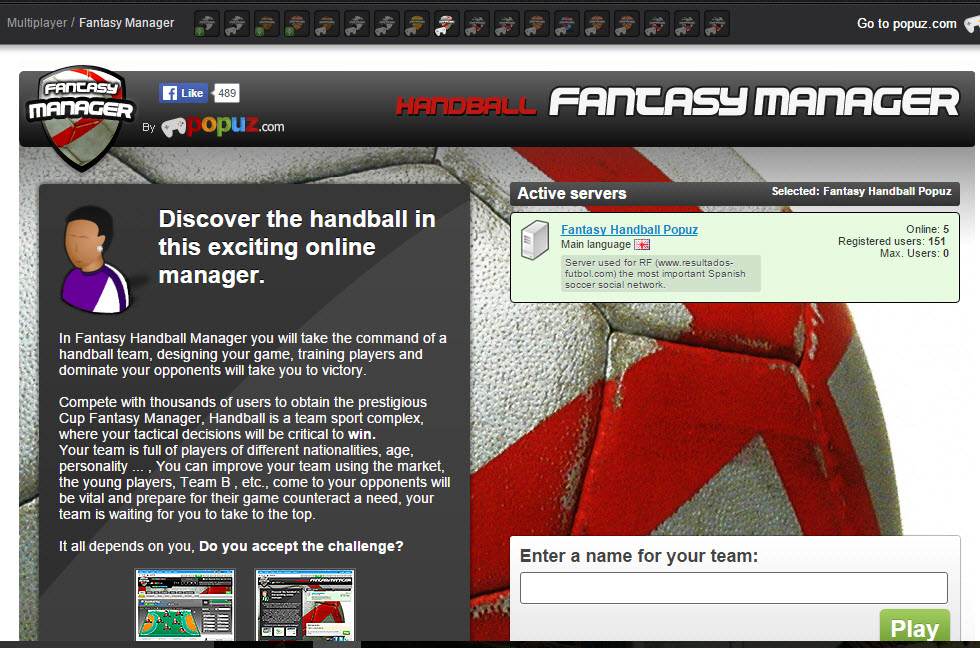 Multiplayer / Fantasy Manager
Go to popuz.com
FANTASY
MANAGER
Like
489
By popuz.com
HANDBALL FANTASY MANAGER
Discover the handball in
this exciting online
manager.
In Fantasy Handball Manager you will take the command of a
handball team, designing your game, training players and
dominate your opponents will take you to victory.
Compete with thousands of users to obtain the prestigious
Cup Fantasy Manager, Handball is a team sport complex,
where your tactical decisions will be critical to win.
Your team is full of players of different nationalities, age,
personality ... , You can improve your team using the market,
the young players, Team B , etc., come to your opponents will
be vital and prepare for their game counteract a need, your
team is waiting for you to take to the top.
It all depends on you, Do you accept the challenge?
Active servers
Selected: Fantasy Handball Popuz
Fantasy Handball Popuz
Main language
Server used for RF (www.resultados-
futbol.com) the most important Spanish
soccer social network.
Online: 5
Registered users: 151
Max. Users: 0
Enter a name for your team:
Play